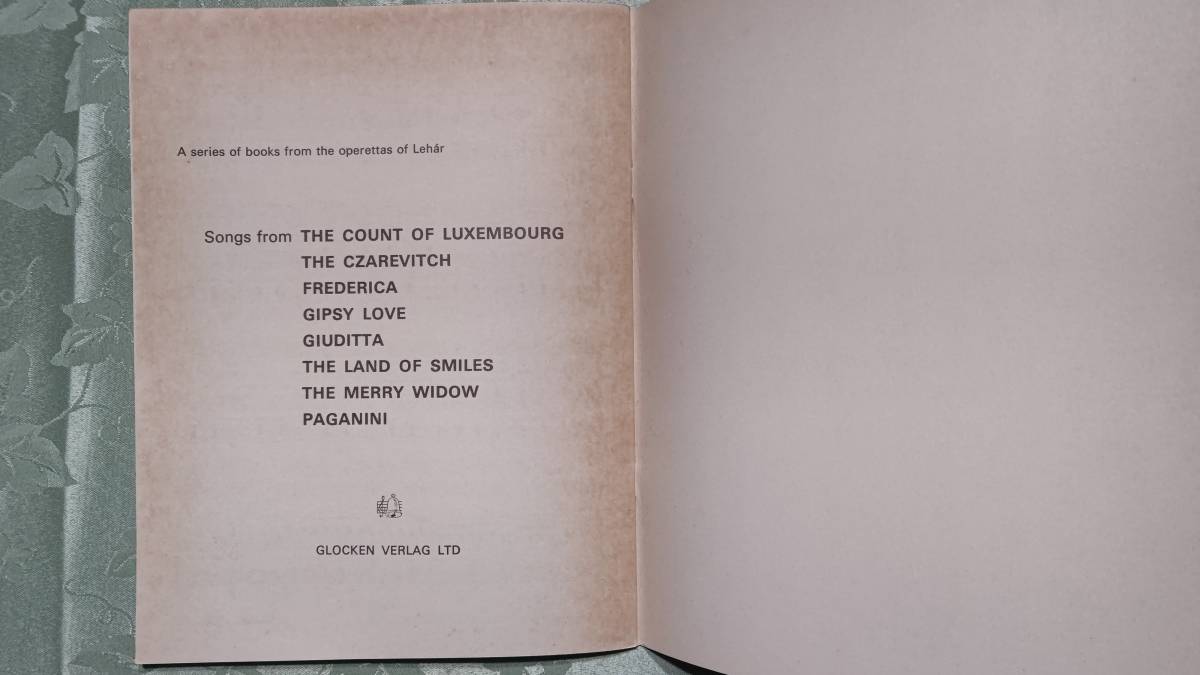 A series of books from the operettas of Lehár
Songs from THE COUNT OF LUXEMBOURG
THE CZAREVITCH
FREDERICA
GIPSY LOVE
GIUDITTA
THE LAND OF SMILES
THE MERRY WIDOW
PAGANINI
GLOCKEN VERLAG LTD